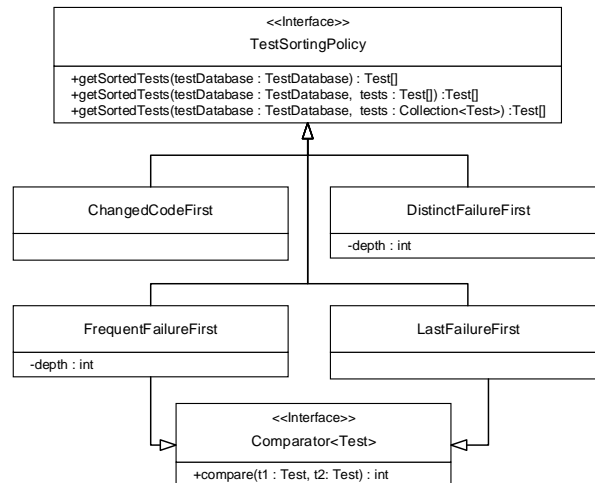 <<Interface>>
TestSortingPolicy
+getSortedTests(testDatabase : TestDatabase) : Test[]
+getSortedTests(testDatabase : TestDatabase, tests : Test[]) :Test[]
+getSortedTests(testDatabase : TestDatabase, tests : Collection<Test>) :Test[]
ChangedCodeFirst
DistinctFailureFirst
-depth : int
FrequentFailureFirst
-depth : int
LastFailureFirst
<<Interface>>
Comparator<Test>
+compare(t1 : Test, t2: Test) : int